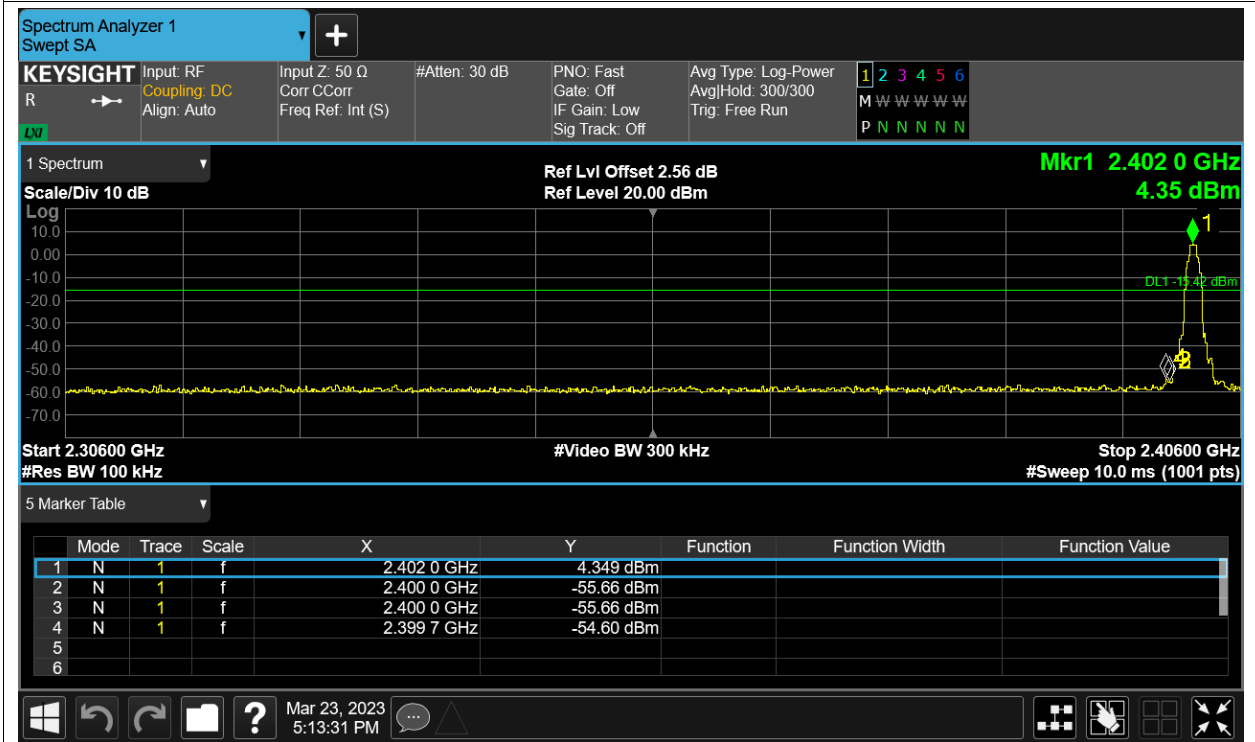 Spectrum Analyzer 1
Swept SA
+
KEYSIGHT
R
LXI
Input: RF
Coupling: DC
Align: Auto
Input Z: 50 Ω
Corr CCorr
Freq Ref: Int (S)
#Atten: 30 dB
PNO: Fast
Gate: Off
IF Gain: Low
Sig Track: Off
Avg Type: Log-Power
Avg|Hold: 300/300
Trig: Free Run
1 2 3 4 5 6
M W W W W W
P N N N N N
1 Spectrum
Scale/Div 10 dB
Ref Lvl Offset 2.56 dB
Ref Level 20.00 dBm
Mkr1 2.402 0 GHz
4.35 dBm
Log
1
10.0
0.00
-10.0
DL1 -15.42 dBm
-20.0
-30.0
-40.0
-50.0
-60.0
-70.0
Start 2.30600 GHz
#Video BW 300 kHz
Stop 2.40600 GHz
#Res BW 100 kHz
#Sweep 10.0 ms (1001 pts)
5 Marker Table
Mode Trace Scale X Y Function Function Width Function Value
1 N 1 f 2.402 0 GHz 4.349 dBm
2 N 1 f 2.400 0 GHz -55.66 dBm
3 N 1 f 2.400 0 GHz -55.66 dBm
4 N 1 f 2.399 7 GHz -54.60 dBm
5
6
?
Mar 23, 2023
5:13:31 PM